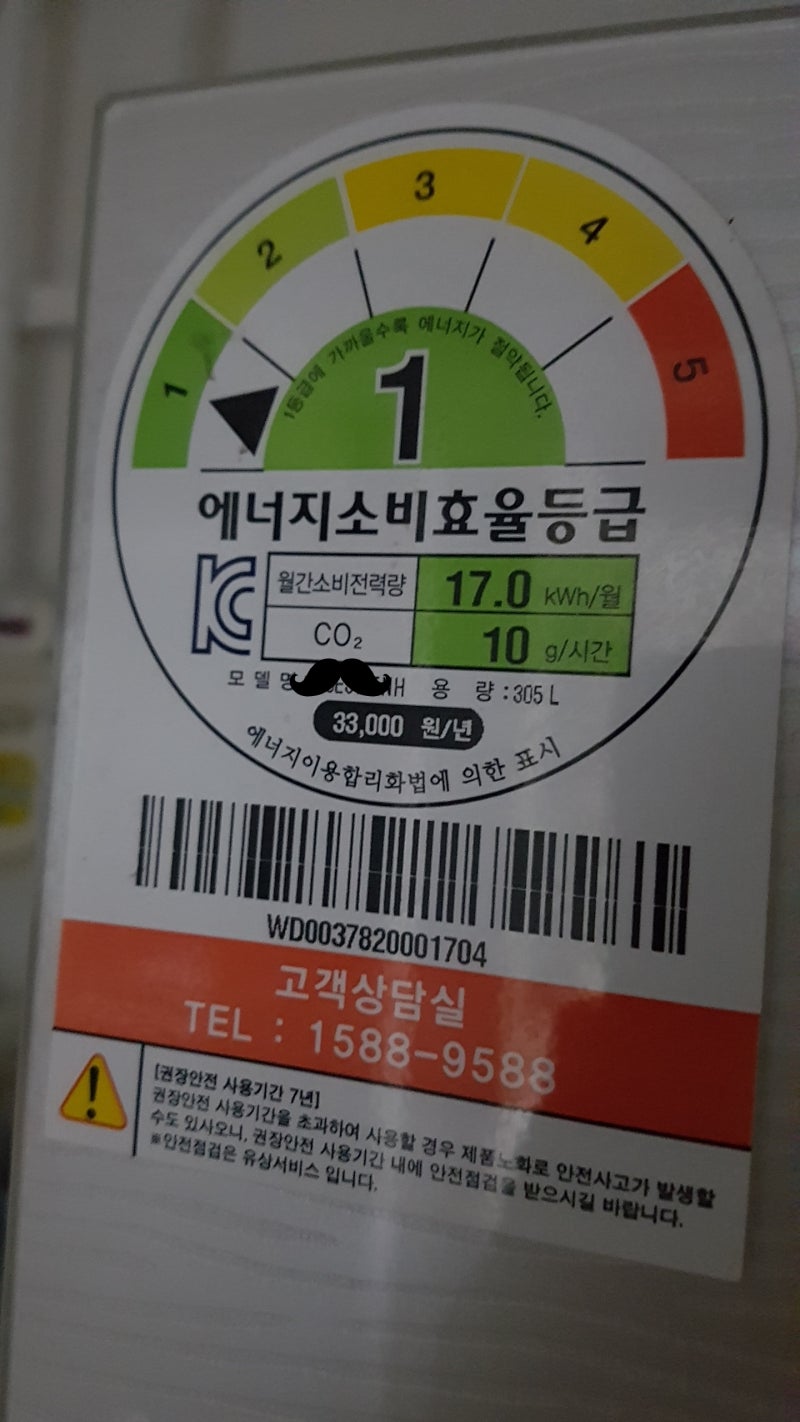 1
2
3
4
5
1등급에 가까울수록 에너지가 절약됩니다.
1
에너지소비효율등급
KC
월간소비전력량 17.0 kWh/월
CO₂ 10 g/시간
모델명 용 량 : 305 L
33,000 원/년
에너지이용합리화법에 의한 표시
WD0037820001704
고객상담실
TEL : 1588-9588
[권장안전 사용기간 7년]
권장안전 사용기간을 초과하여 사용할 경우 제품노화로 안전사고가 발생할
수도 있사오니, 권장안전 사용기간 내에 안전점검을 받으시길 바랍니다.
※안전점검은 유상서비스 입니다.